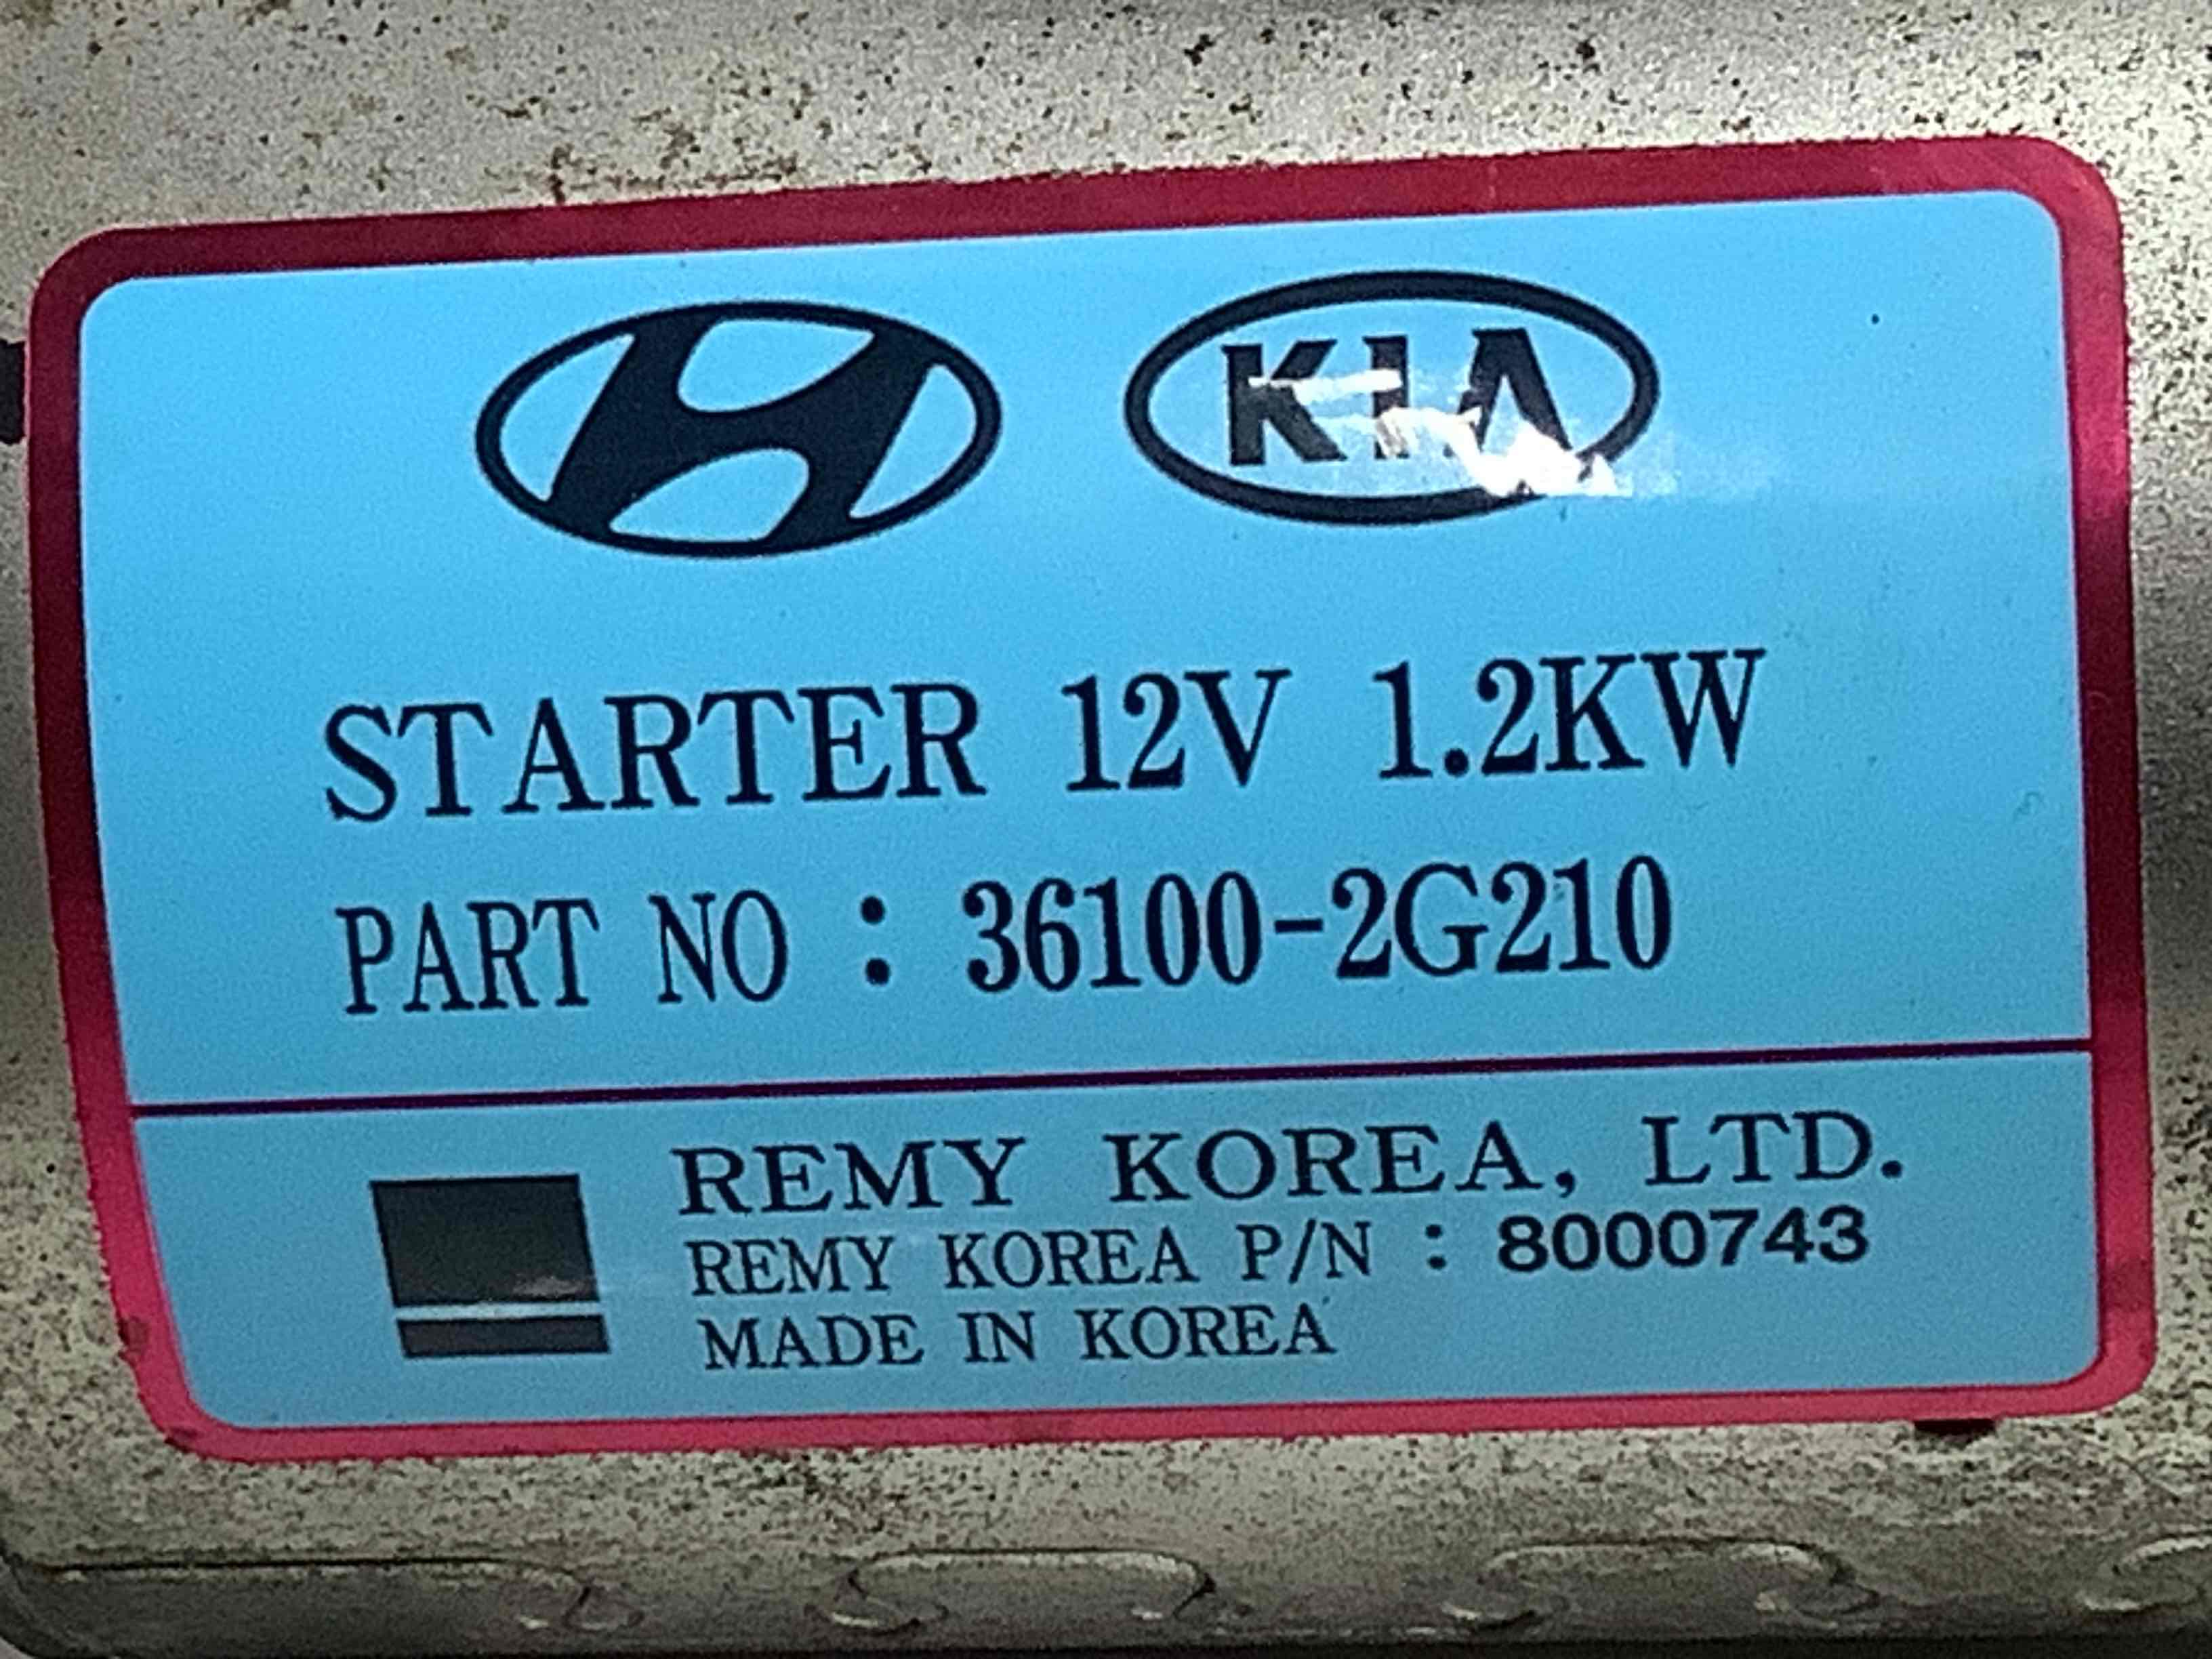 KIA
STARTER 12V 1.2KW
PART NO : 36100-2G210
REMY KOREA, LTD.
REMY KOREA P/N : 8000743
MADE IN KOREA